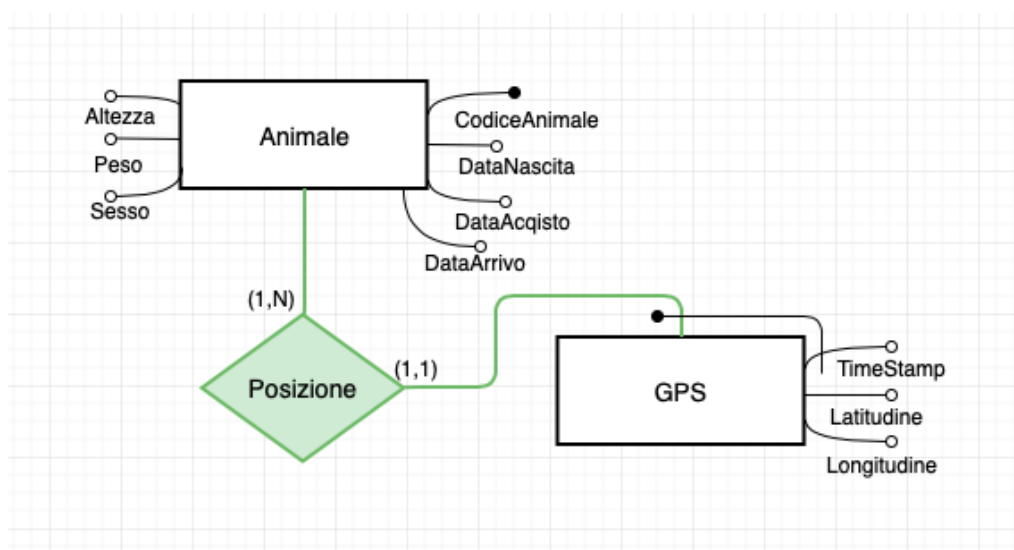 Altezza
Peso
Sesso
Animale
CodiceAnimale
DataNascita
DataAcqisto
DataArrivo
(1,N)
Posizione
(1,1)
GPS
TimeStamp
Latitudine
Longitudine